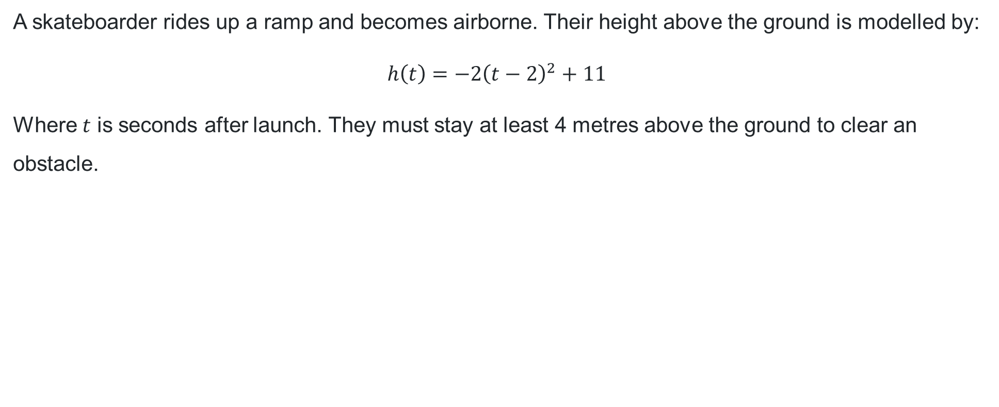 A skateboarder rides up a ramp and becomes airborne. Their height above the ground is modelled by:
ℎ(𝑡) = −2(𝑡 − 2)² + 11
Where 𝑡 is seconds after launch. They must stay at least 4 metres above the ground to clear an
obstacle.